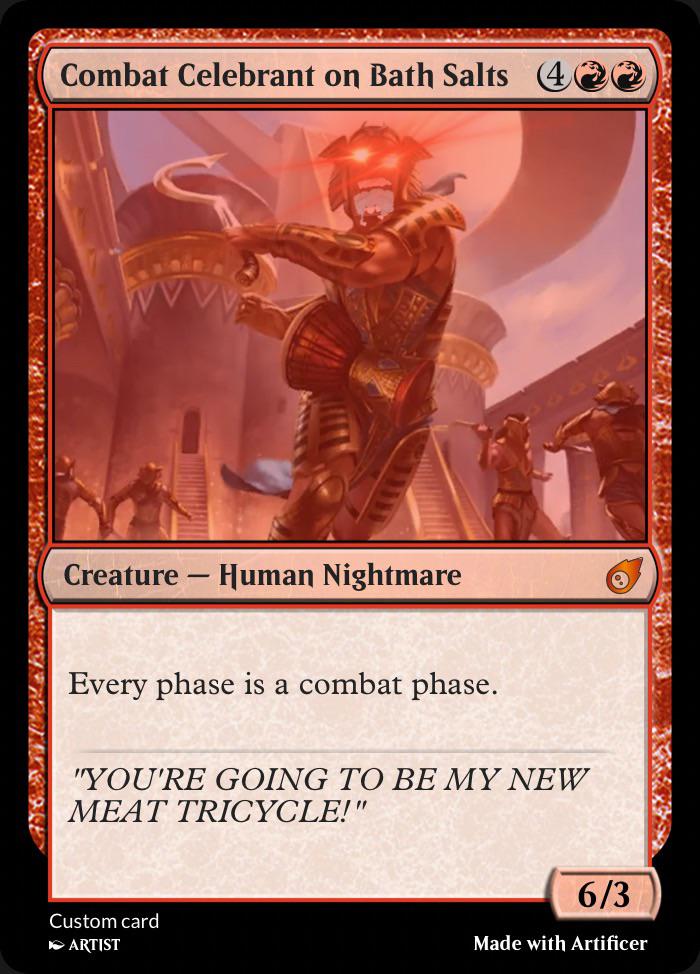 Combat Celebrant on Bath Salts 4
Creature — Human Nightmare
Every phase is a combat phase.
"YOU'RE GOING TO BE MY NEW
MEAT TRICYCLE!"
6/3
Custom card
ARTIST
Made with Artificer